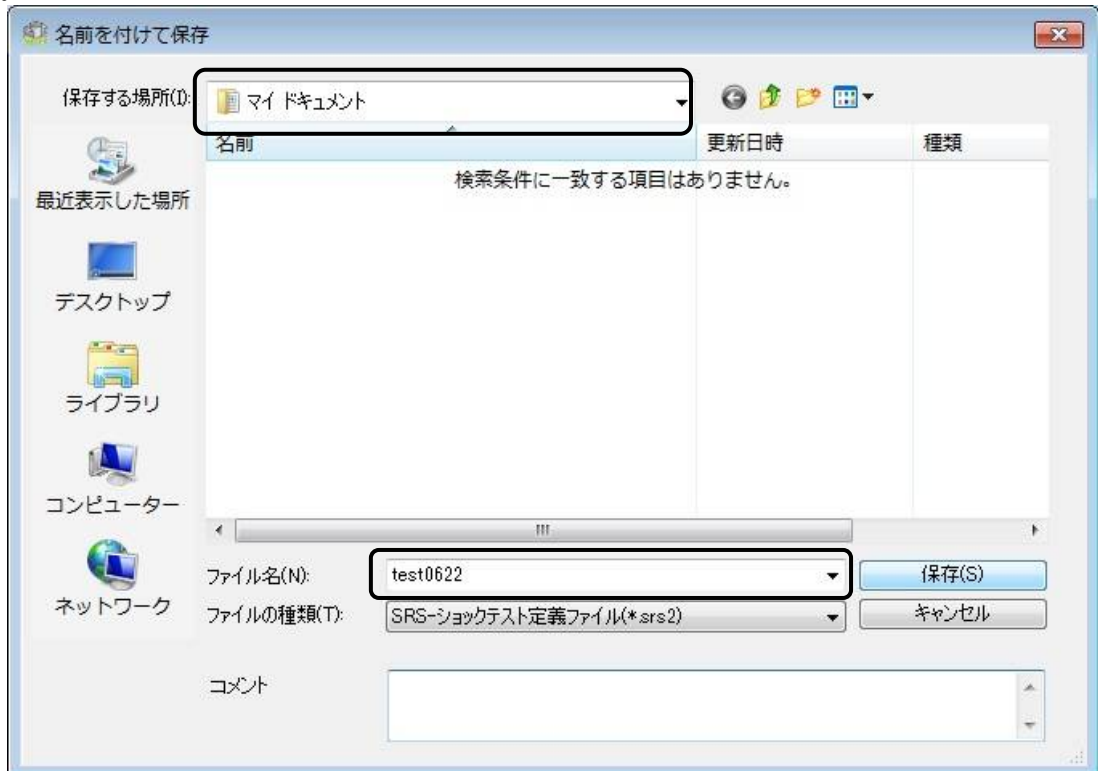 名前を付けて保存
保存する場所(I):
マイ ドキュメント
名前 更新日時 種類
検索条件に一致する項目はありません。
最近表示した場所
デスクトップ
ライブラリ
コンピューター
ネットワーク
ファイル名(N): test0622 保存(S)
ファイルの種類(T): SRS-ショックテスト定義ファイル(*.srs2) キャンセル
コメント